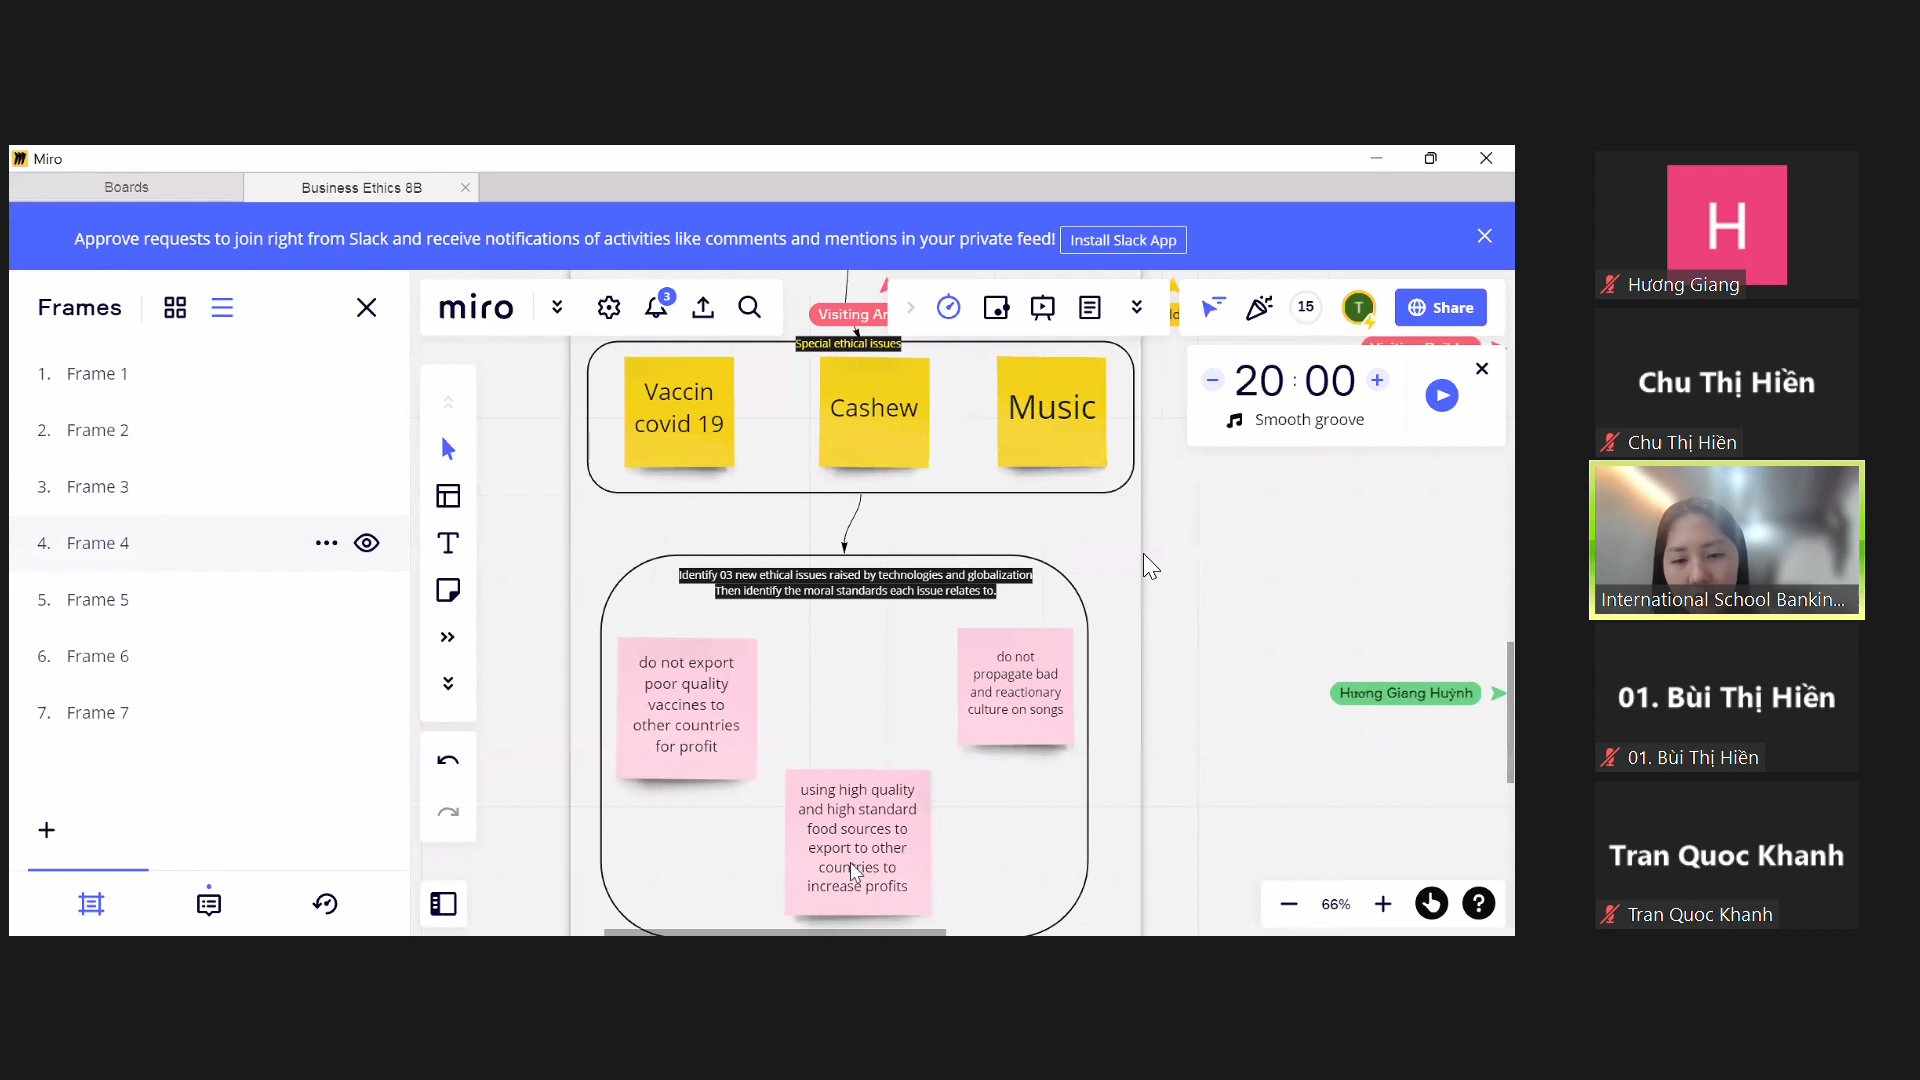 Miro
Boards
Business Ethics 8B
Approve requests to join right from Slack and receive notifications of activities like comments and mentions in your private feed!
Install Slack App
Frames
1. Frame 1
2. Frame 2
3. Frame 3
4. Frame 4
5. Frame 5
6. Frame 6
7. Frame 7
miro
3
Visiting
15
T
Share
20 : 00
Smooth groove
Special ethical issues
Vaccin
covid 19
Cashew
Music
Identify 03 new ethical issues raised by technologies and globalization
Then identify the moral standards each issue relates to.
do not export
poor quality
vaccines to
other countries
for profit
do not
propagate bad
and reactionary
culture on songs
using high quality
and high standard
food sources to
export to other
countries to
increase profits
Hương Giang Huỳnh
66%
?
H
Hương Giang
Chu Thị Hiền
Chu Thị Hiền
International School Bankin...
01. Bùi Thị Hiền
01. Bùi Thị Hiền
Tran Quoc Khanh
Tran Quoc Khanh